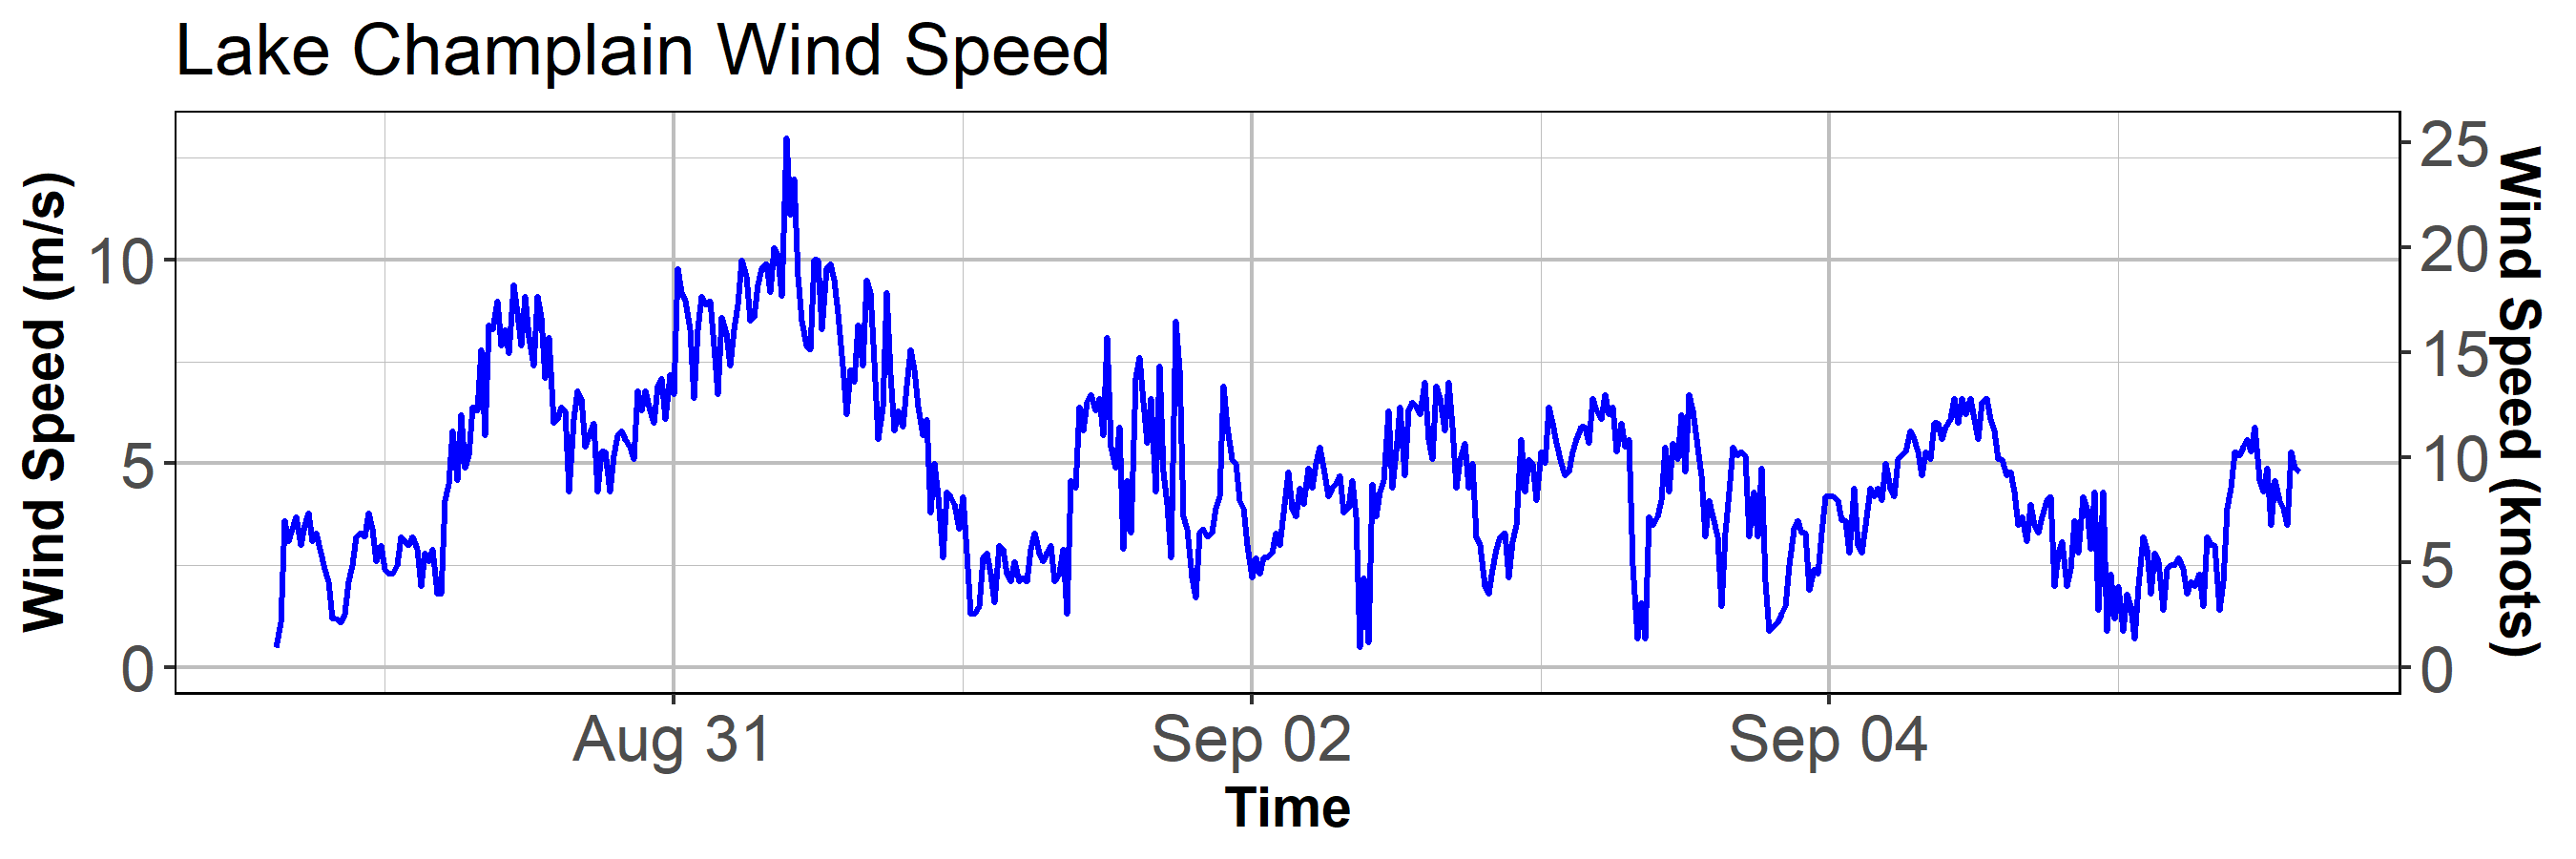 Lake Champlain Wind Speed
Wind Speed (m/s)
10
5
0
25
20
15
10
5
0
Wind Speed (knots)
Aug 31
Sep 02
Sep 04
Time